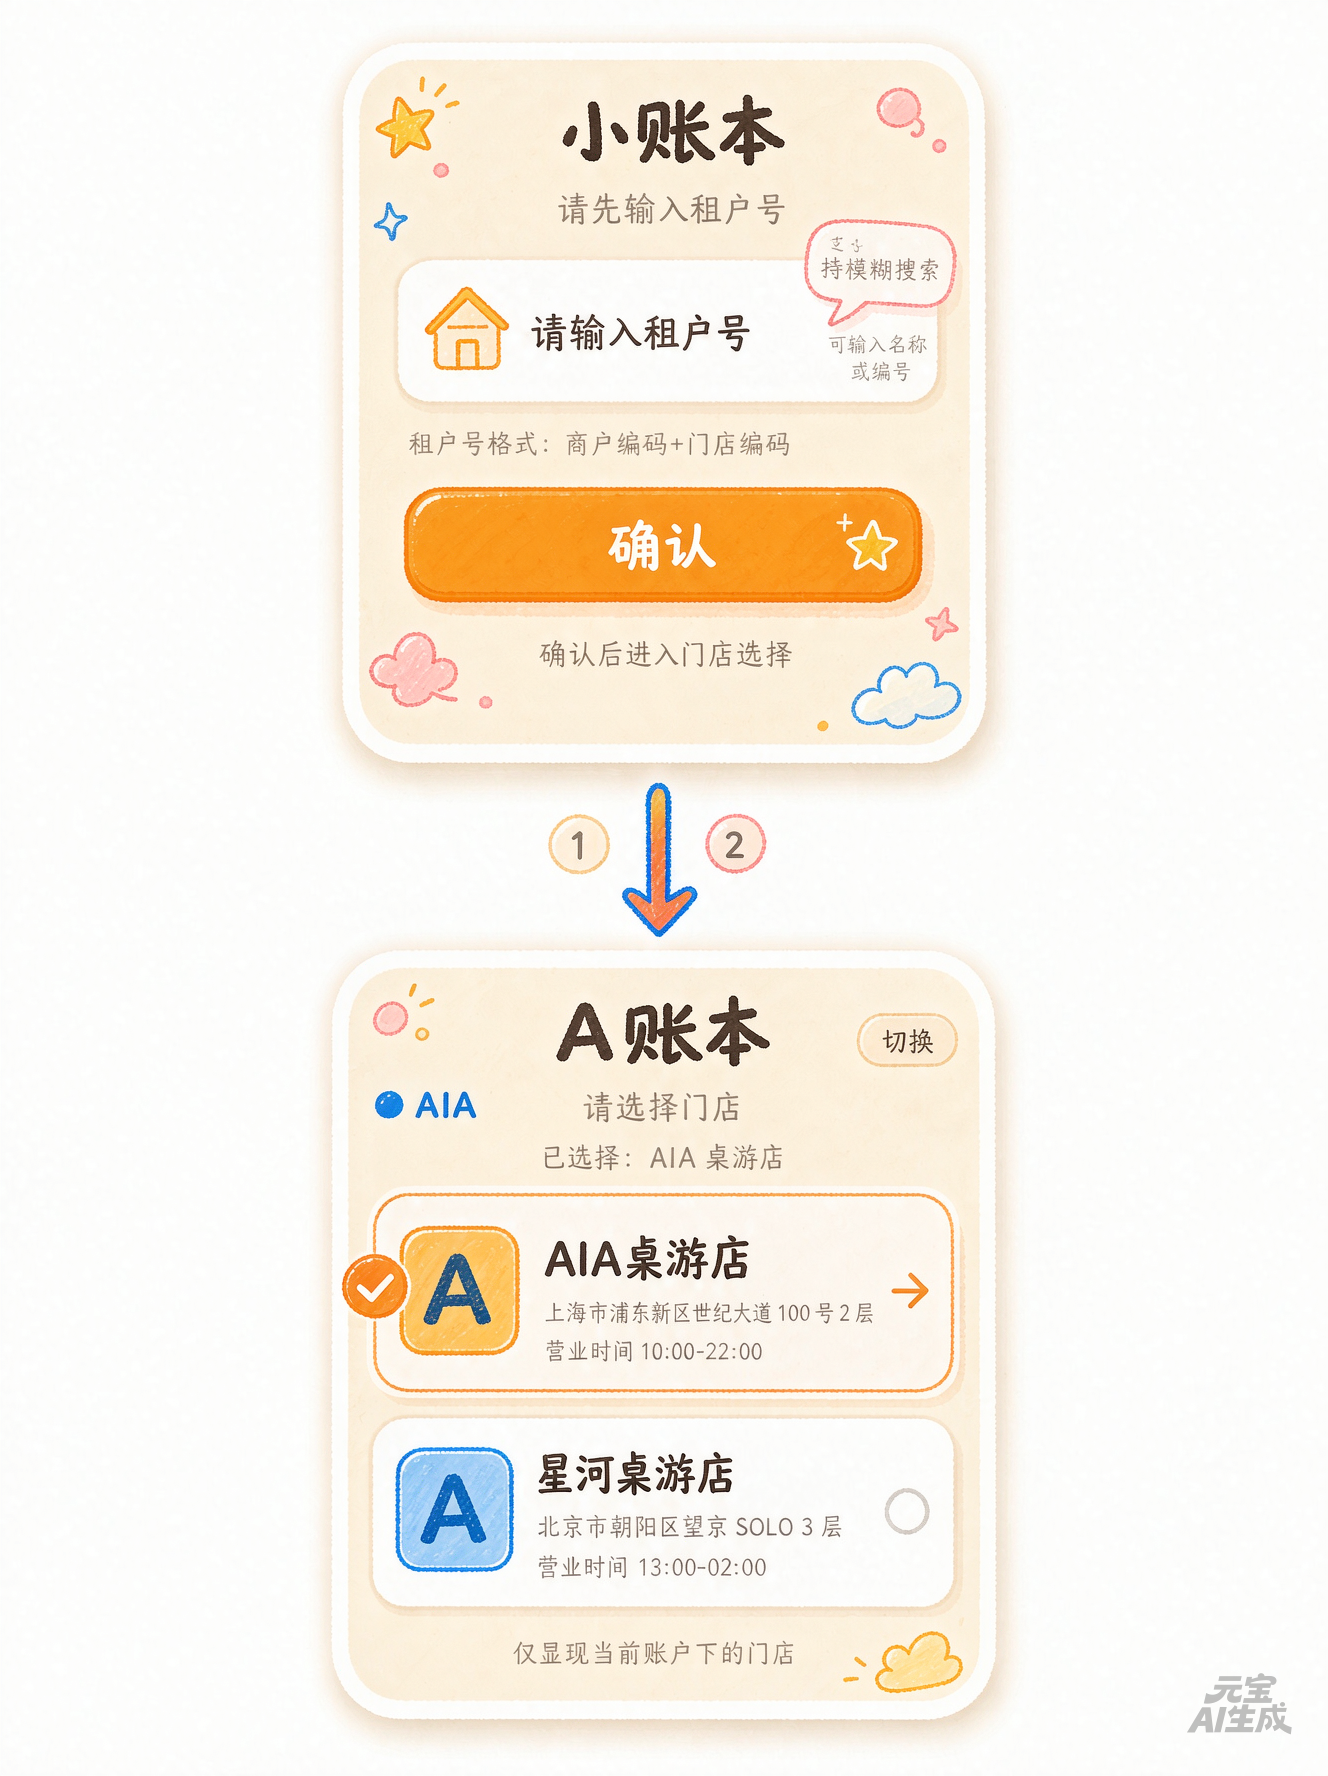 小账本
请先输入租户号
持模糊搜索
请输入租户号
可输入名称
或编号
租户号格式：商户编码+门店编码
确认
确认后进入门店选择
1
2
A账本
切换
AIA
请选择门店
已选择：AIA 桌游店
A
AIA桌游店
上海市浦东新区世纪大道100号2层
营业时间 10:00-22:00
A
星河桌游店
北京市朝阳区望京 SOLO 3 层
营业时间 13:00-02:00
仅显现当前账户下的门店
元宝
AI生成